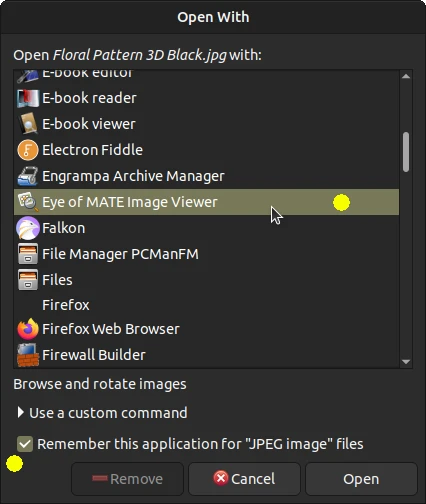 Open With
Open Floral Pattern 3D Black.jpg with:
E-book editor
E-book reader
E-book viewer
Electron Fiddle
Engrampa Archive Manager
Eye of MATE Image Viewer
Falkon
File Manager PCManFM
Files
Firefox
Firefox Web Browser
Firewall Builder
Browse and rotate images
Use a custom command
Remember this application for "JPEG image" files
Remove Cancel Open